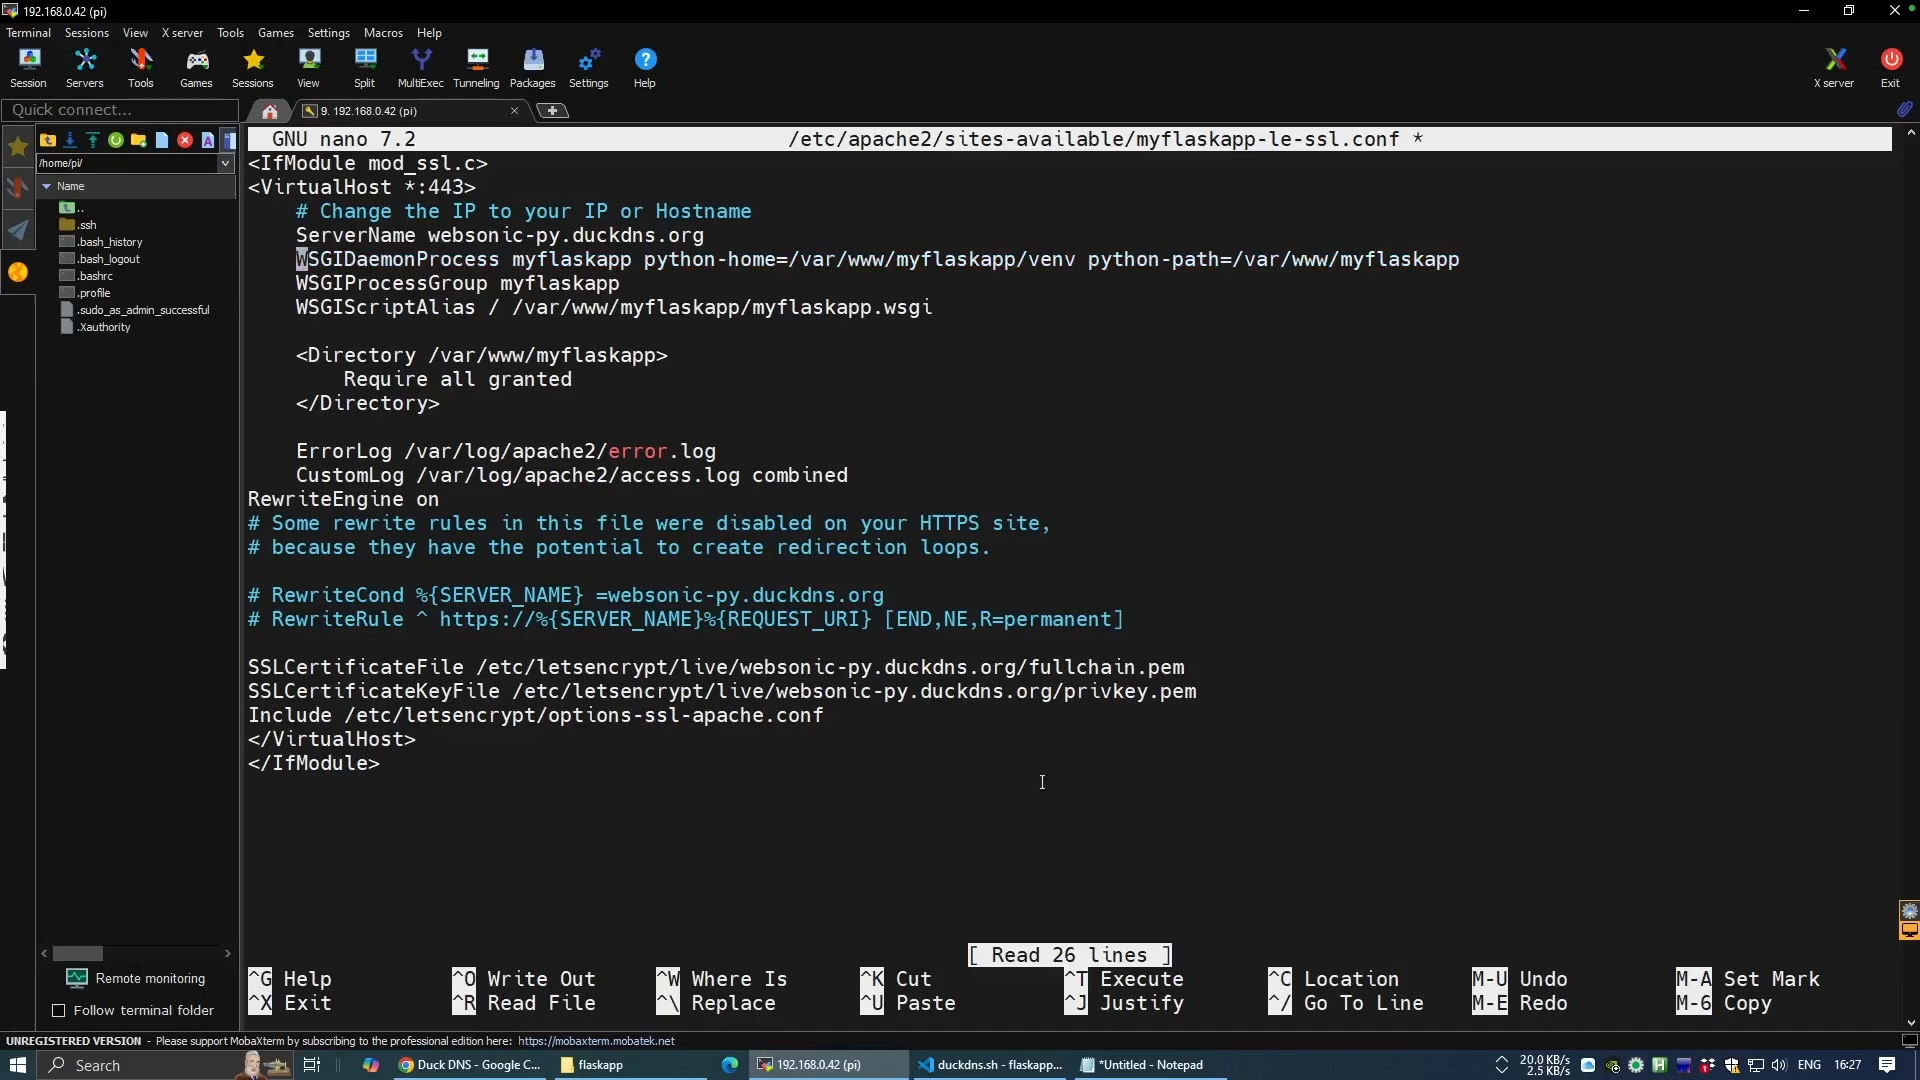 192.168.0.42 (pi)
Terminal Sessions View X server Tools Games Settings Macros Help
Session Servers Tools Games Sessions View Split MultiExec Tunneling Packages Settings Help X server Exit
Quick connect...
9. 192.168.0.42 (pi)
/home/pi/
Name
..
.ssh
.bash_history
.bash_logout
.bashrc
.profile
.sudo_as_admin_successful
.Xauthority
Remote monitoring
Follow terminal folder
GNU nano 7.2 /etc/apache2/sites-available/myflaskapp-le-ssl.conf *
<IfModule mod_ssl.c>
<VirtualHost *:443>
# Change the IP to your IP or Hostname
ServerName websonic-py.duckdns.org
WSGIDaemonProcess myflaskapp python-home=/var/www/myflaskapp/venv python-path=/var/www/myflaskapp
WSGIProcessGroup myflaskapp
WSGIScriptAlias / /var/www/myflaskapp/myflaskapp.wsgi
<Directory /var/www/myflaskapp>
Require all granted
</Directory>
ErrorLog /var/log/apache2/error.log
CustomLog /var/log/apache2/access.log combined
RewriteEngine on
# Some rewrite rules in this file were disabled on your HTTPS site,
# because they have the potential to create redirection loops.
# RewriteCond %{SERVER_NAME} =websonic-py.duckdns.org
# RewriteRule ^ https://%{SERVER_NAME}%{REQUEST_URI} [END,NE,R=permanent]
SSLCertificateFile /etc/letsencrypt/live/websonic-py.duckdns.org/fullchain.pem
SSLCertificateKeyFile /etc/letsencrypt/live/websonic-py.duckdns.org/privkey.pem
Include /etc/letsencrypt/options-ssl-apache.conf
</VirtualHost>
</IfModule>
[ Read 26 lines ]
^G Help ^O Write Out ^W Where Is ^K Cut ^T Execute ^C Location M-U Undo M-A Set Mark
^X Exit ^R Read File ^\ Replace ^U Paste ^J Justify ^/ Go To Line M-E Redo M-6 Copy
UNREGISTERED VERSION - Please support MobaXterm by subscribing to the professional edition here: https://mobaxterm.mobatek.net
Search
Duck DNS - Google C...
flaskapp
192.168.0.42 (pi)
duckdns.sh - flaskapp...
*Untitled - Notepad
20.0 KB/s
2.5 KB/s
ENG 16:27